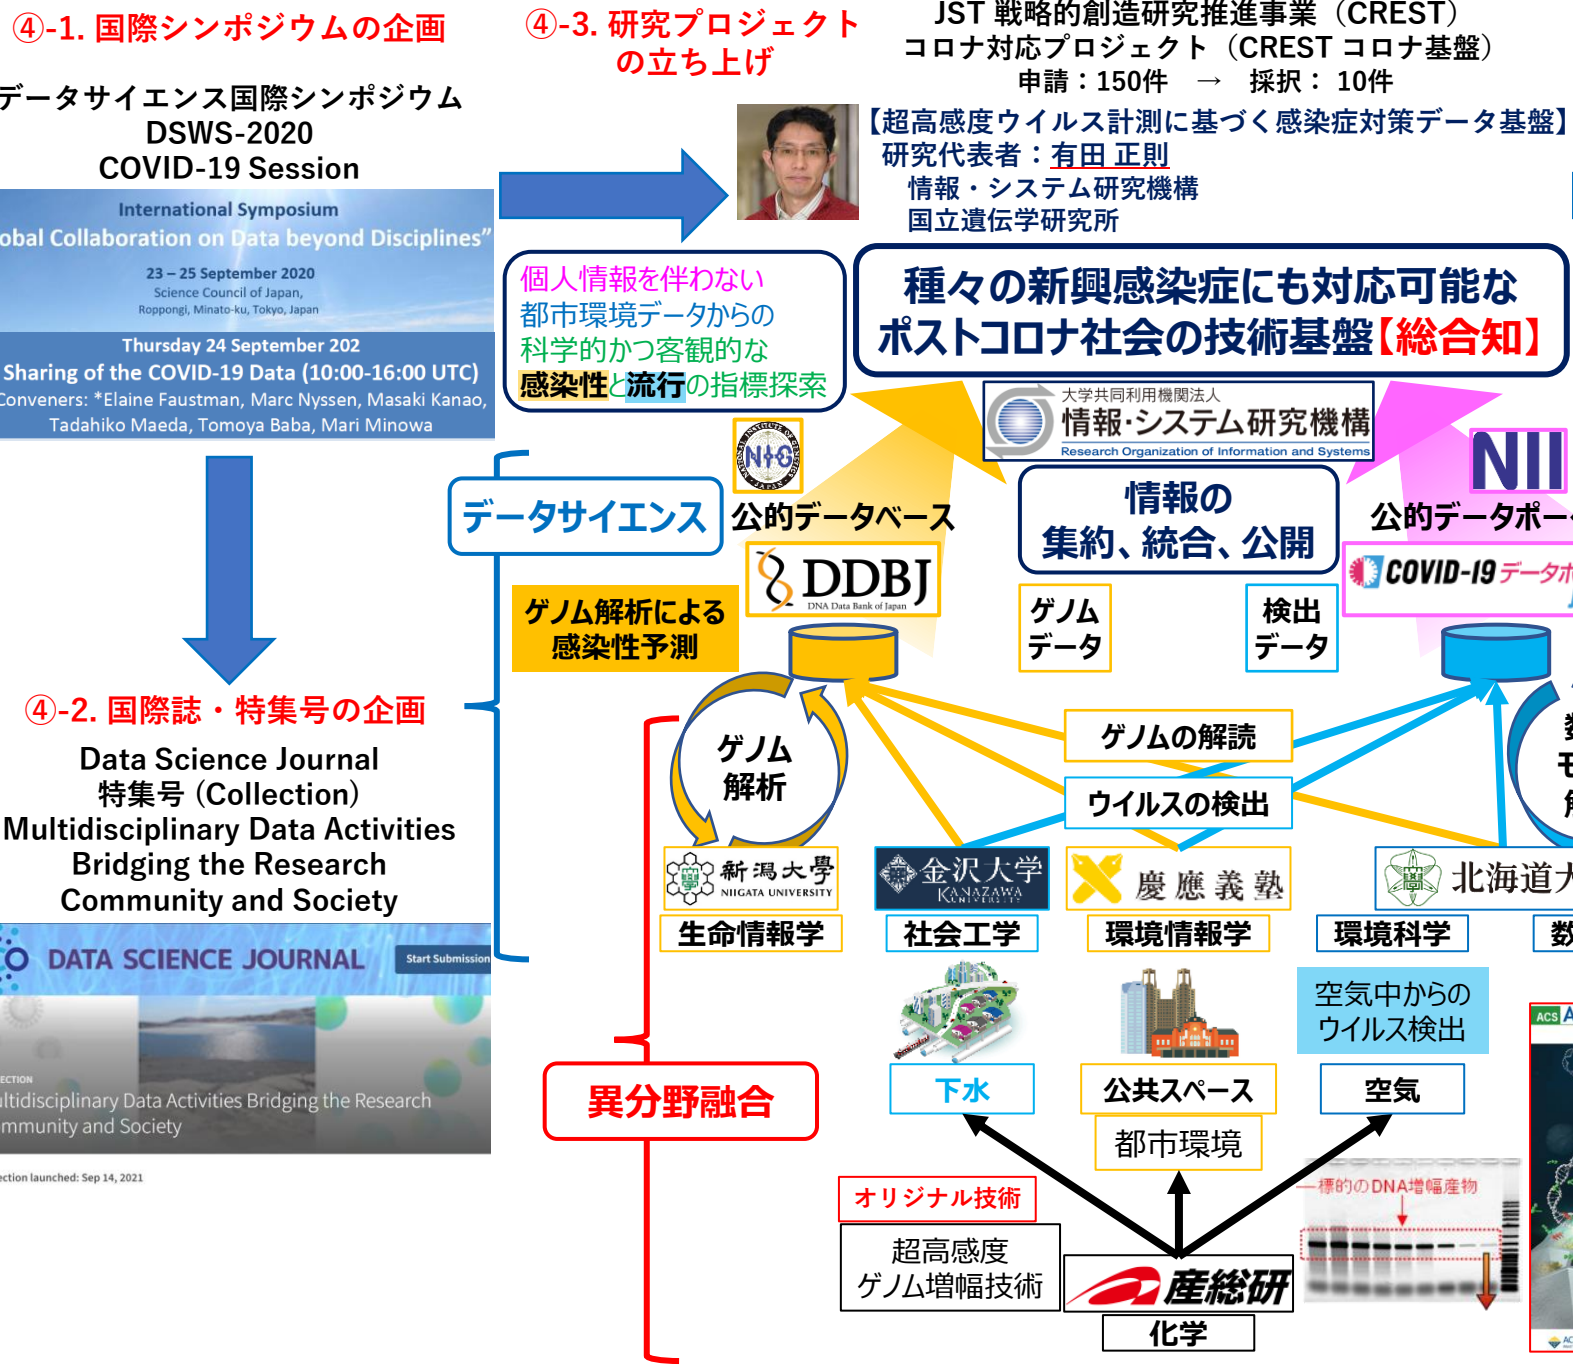 ④-1. 国際シンポジウムの企画
データサイエンス国際シンポジウム
DSWS-2020
COVID-19 Session
International Symposium
obal Collaboration on Data beyond Disciplines”
23 – 25 September 2020
Science Council of Japan,
Roppongi, Minato-ku, Tokyo, Japan
Thursday 24 September 202
Sharing of the COVID-19 Data (10:00-16:00 UTC)
Conveners: *Elaine Faustman, Marc Nyssen, Masaki Kanao,
Tadahiko Maeda, Tomoya Baba, Mari Minowa
④-2. 国際誌・特集号の企画
Data Science Journal
特集号 (Collection)
Multidisciplinary Data Activities
Bridging the Research
Community and Society
DATA SCIENCE JOURNAL
Start Submission
ECTION
ultidisciplinary Data Activities Bridging the Research
mmunity and Society
ection launched: Sep 14, 2021
④-3. 研究プロジェクト
の立ち上げ
JST 戦略的創造研究推進事業（CREST）
コロナ対応プロジェクト（CREST コロナ基盤）
申請：150件　→　採択： 10件
【超高感度ウイルス計測に基づく感染症対策データ基盤】
研究代表者：有田 正則
情報・システム研究機構
国立遺伝学研究所
個人情報を伴わない
都市環境データからの
科学的かつ客観的な
感染性と流行の指標探索
種々の新興感染症にも対応可能な
ポストコロナ社会の技術基盤【総合知】
大学共同利用機関法人
情報・システム研究機構
Research Organization of Information and Systems
NIG
NII
データサイエンス
公的データベース
情報の
集約、統合、公開
公的データポー
DDBJ
DNA Data Bank of Japan
COVID-19 データポ
ゲノム解析による
感染性予測
ゲノム
データ
検出
データ
ゲノム
解析
ゲノムの解読
ウイルスの検出
数
モ
解
新潟大學
NIIGATA UNIVERSITY
金沢大学
KANAZAWA
UNIVERSITY
慶應義塾
北海道大
生命情報学
社会工学
環境情報学
環境科学
数
空気中からの
ウイルス検出
ACS A
異分野融合
下水
公共スペース
空気
都市環境
オリジナル技術
標的のDNA増幅産物
超高感度
ゲノム増幅技術
産総研
化学